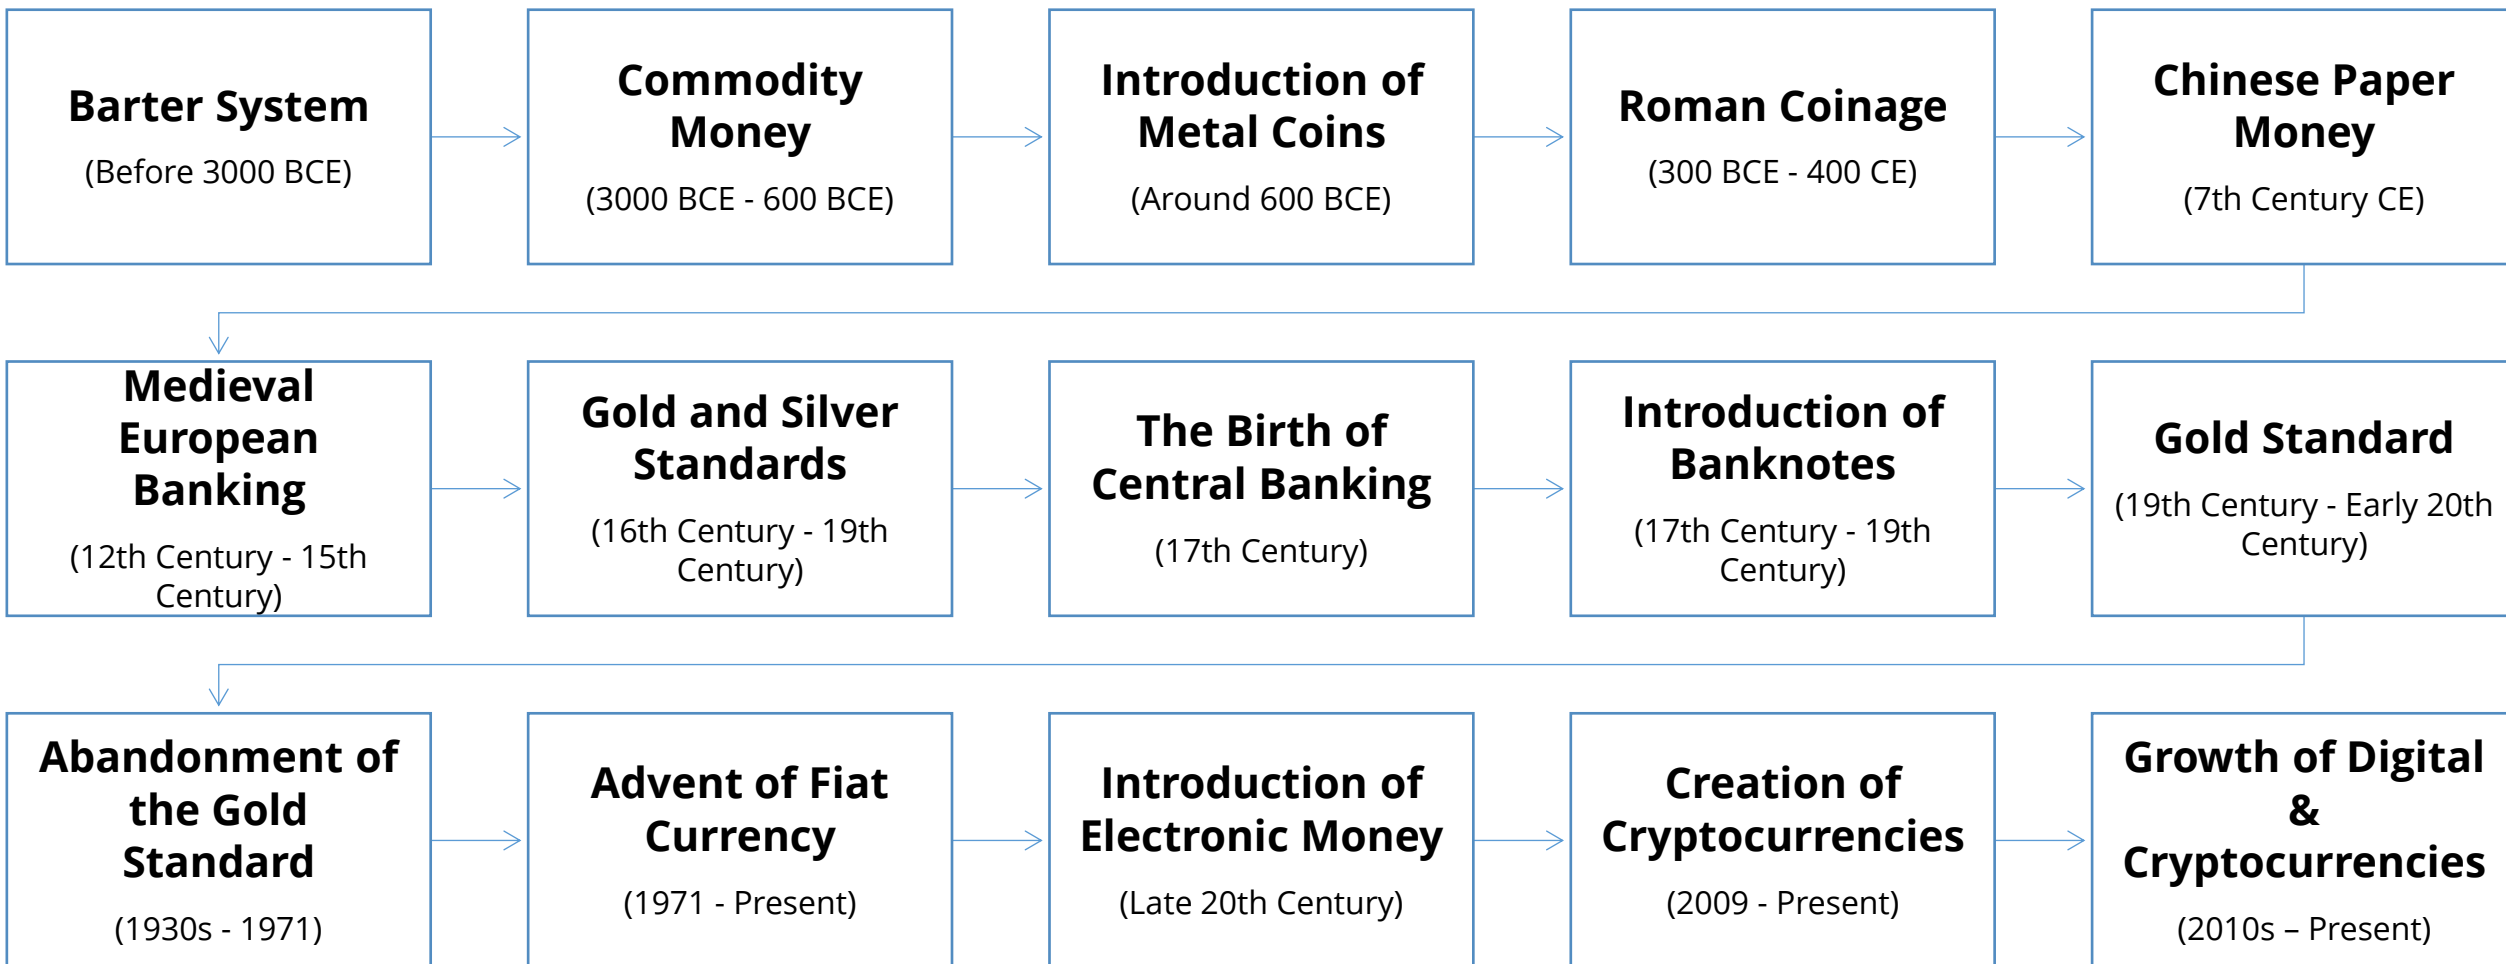 Barter System
(Before 3000 BCE)
Commodity
Money
(3000 BCE - 600 BCE)
Introduction of
Metal Coins
(Around 600 BCE)
Roman Coinage
(300 BCE - 400 CE)
Chinese Paper
Money
(7th Century CE)
Medieval
European
Banking
(12th Century - 15th
Century)
Gold and Silver
Standards
(16th Century - 19th
Century)
The Birth of
Central Banking
(17th Century)
Introduction of
Banknotes
(17th Century - 19th
Century)
Gold Standard
(19th Century - Early 20th
Century)
Abandonment of
the Gold
Standard
(1930s - 1971)
Advent of Fiat
Currency
(1971 - Present)
Introduction of
Electronic Money
(Late 20th Century)
Creation of
Cryptocurrencies
(2009 - Present)
Growth of Digital
&
Cryptocurrencies
(2010s – Present)